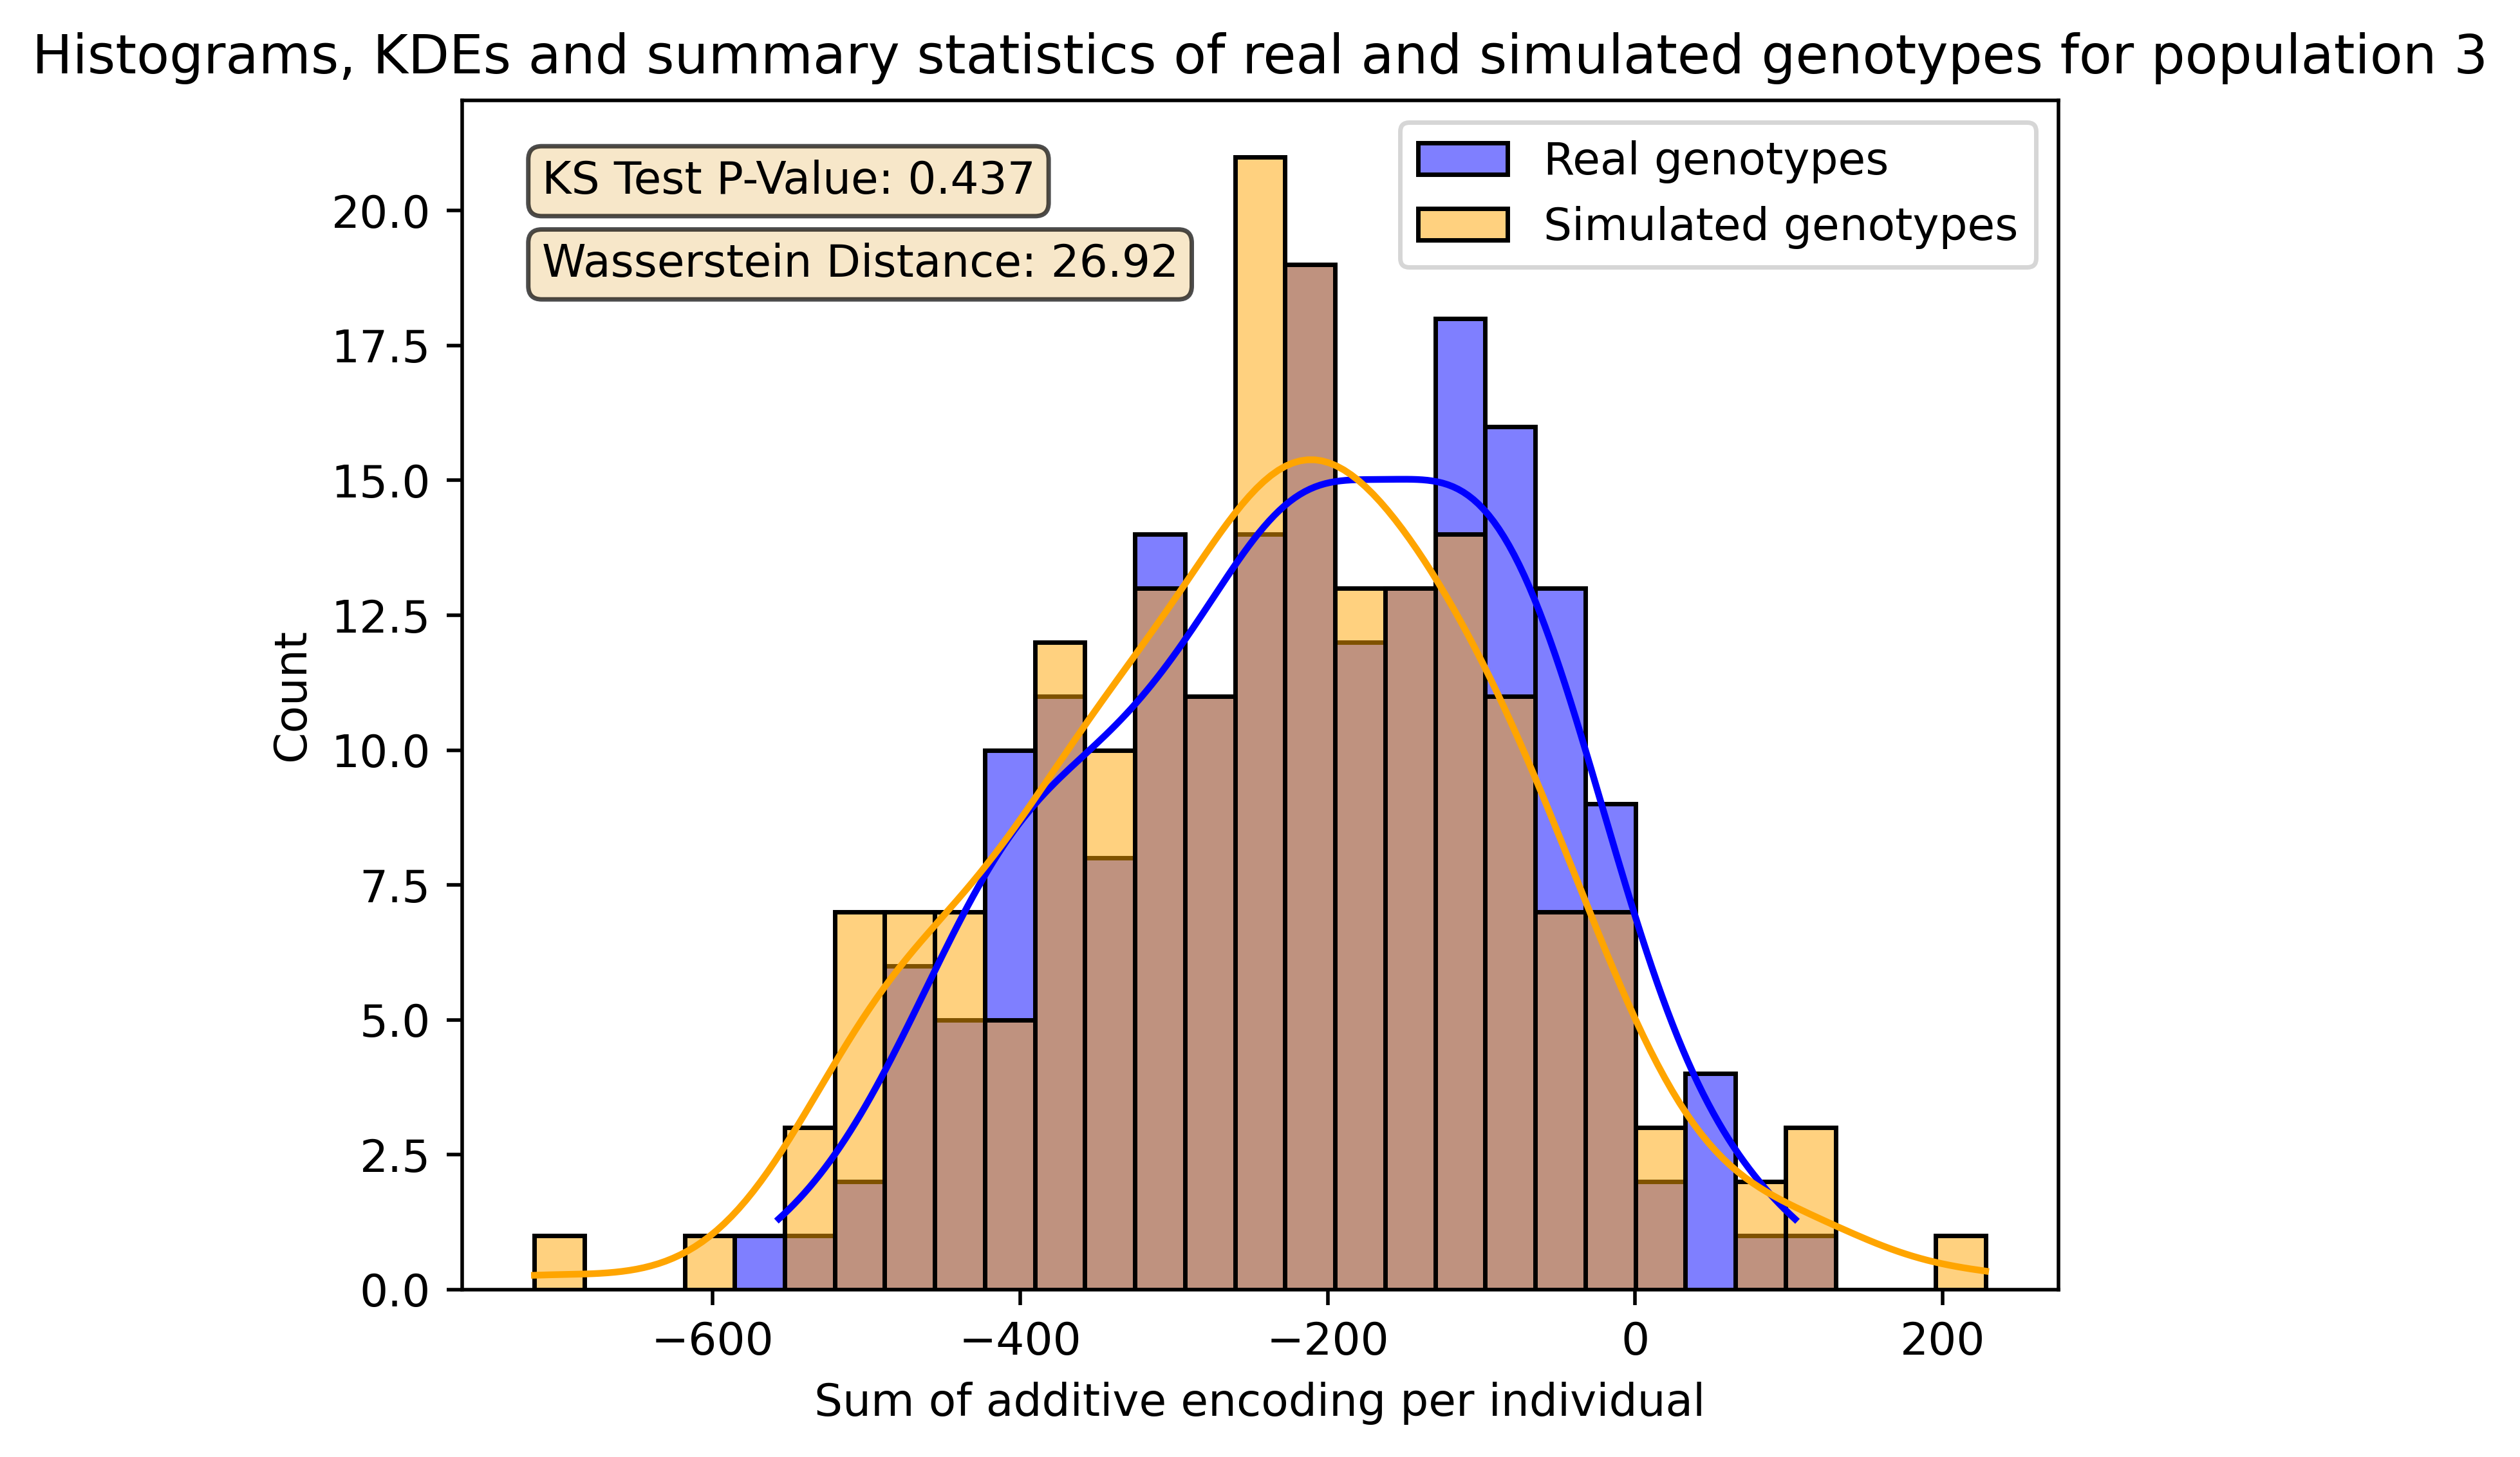 Histograms, KDEs and summary statistics of real and simulated genotypes for population 3
KS Test P-Value: 0.437
Wasserstein Distance: 26.92
Real genotypes
Simulated genotypes
20.0
17.5
15.0
12.5
10.0
7.5
5.0
2.5
0.0
Count
−600 −400 −200 0 200
Sum of additive encoding per individual